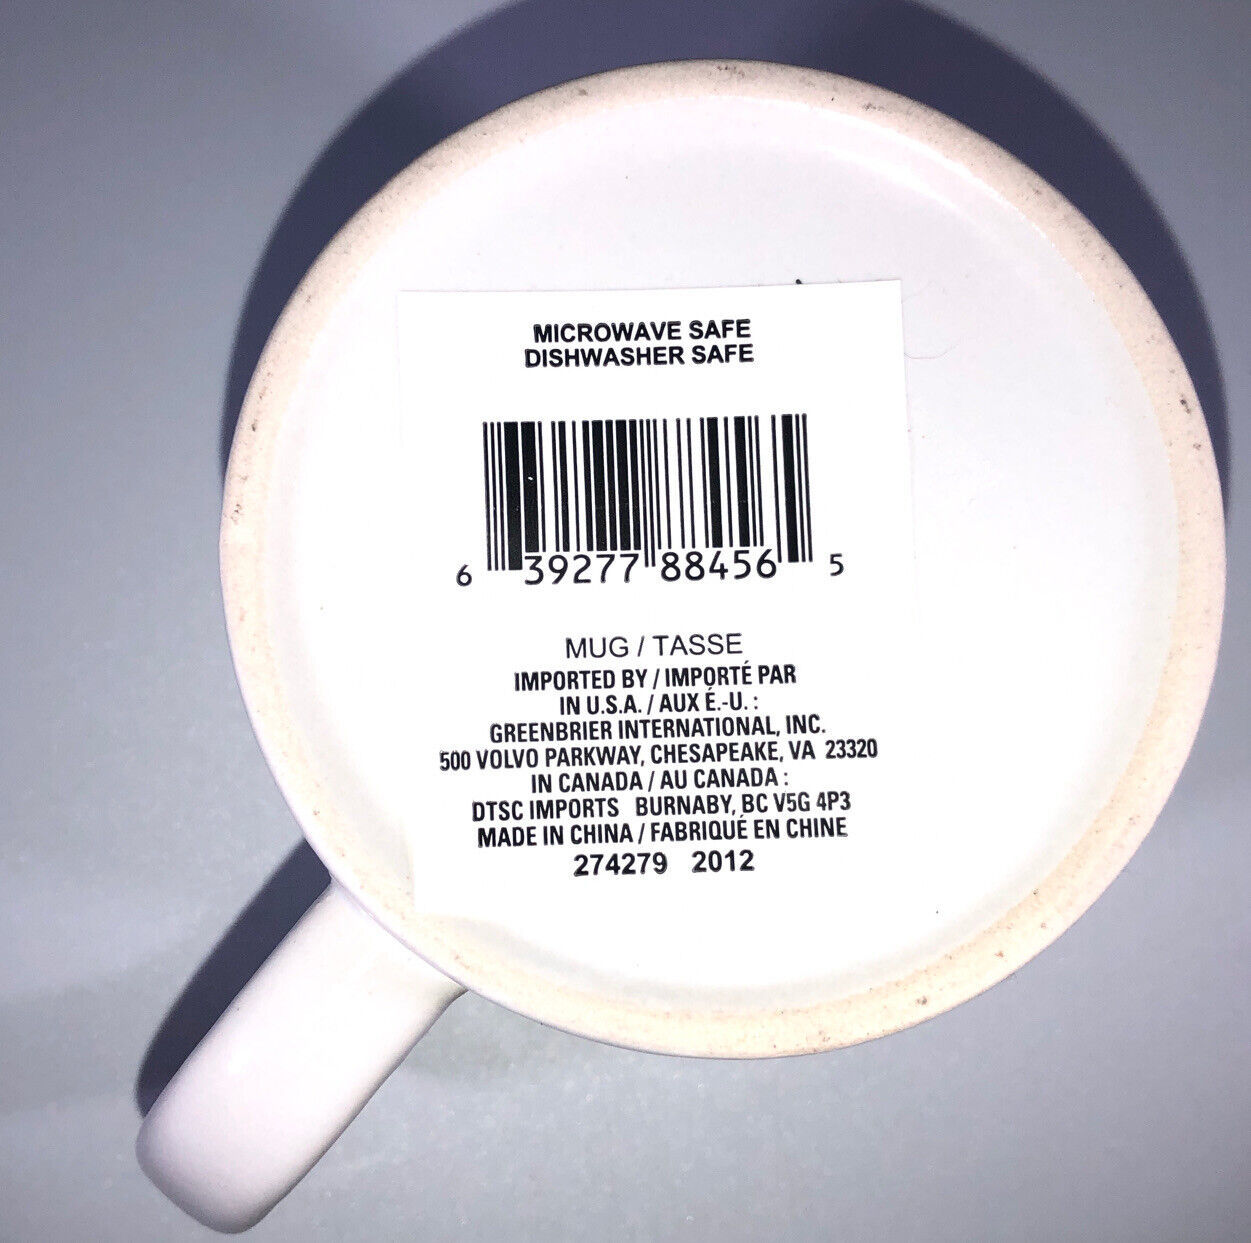 MICROWAVE SAFE
DISHWASHER SAFE
6 39277 88456 5
MUG / TASSE
IMPORTED BY / IMPORTÉ PAR
IN U.S.A. / AUX É.-U. :
GREENBRIER INTERNATIONAL, INC.
500 VOLVO PARKWAY, CHESAPEAKE, VA 23320
IN CANADA / AU CANADA :
DTSC IMPORTS BURNABY, BC V5G 4P3
MADE IN CHINA / FABRIQUÉ EN CHINE
274279 2012